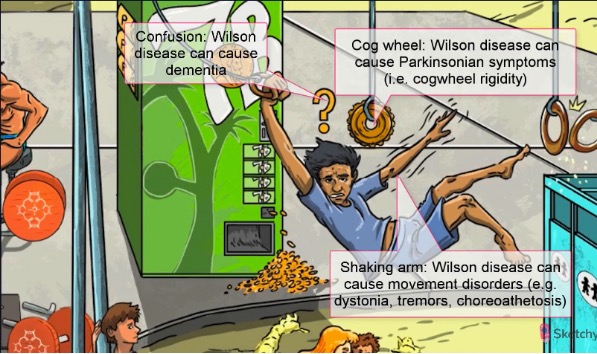 Confusion: Wilson
disease can cause
dementia
?
Cog wheel: Wilson disease can
cause Parkinsonian symptoms
(i.e. cogwheel rigidity)
Shaking arm: Wilson disease can
cause movement disorders (e.g.
dystonia, tremors, choreoathetosis)
Sketchy